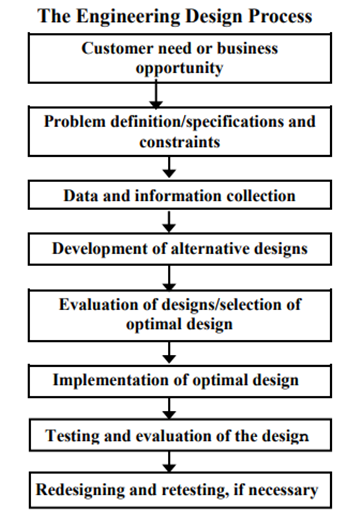 The Engineering Design Process
Customer need or business
opportunity
Problem definition/specifications and
constraints
Data and information collection
Development of alternative designs
Evaluation of designs/selection of
optimal design
Implementation of optimal design
Testing and evaluation of the design.
Redesigning and retesting, if necessary